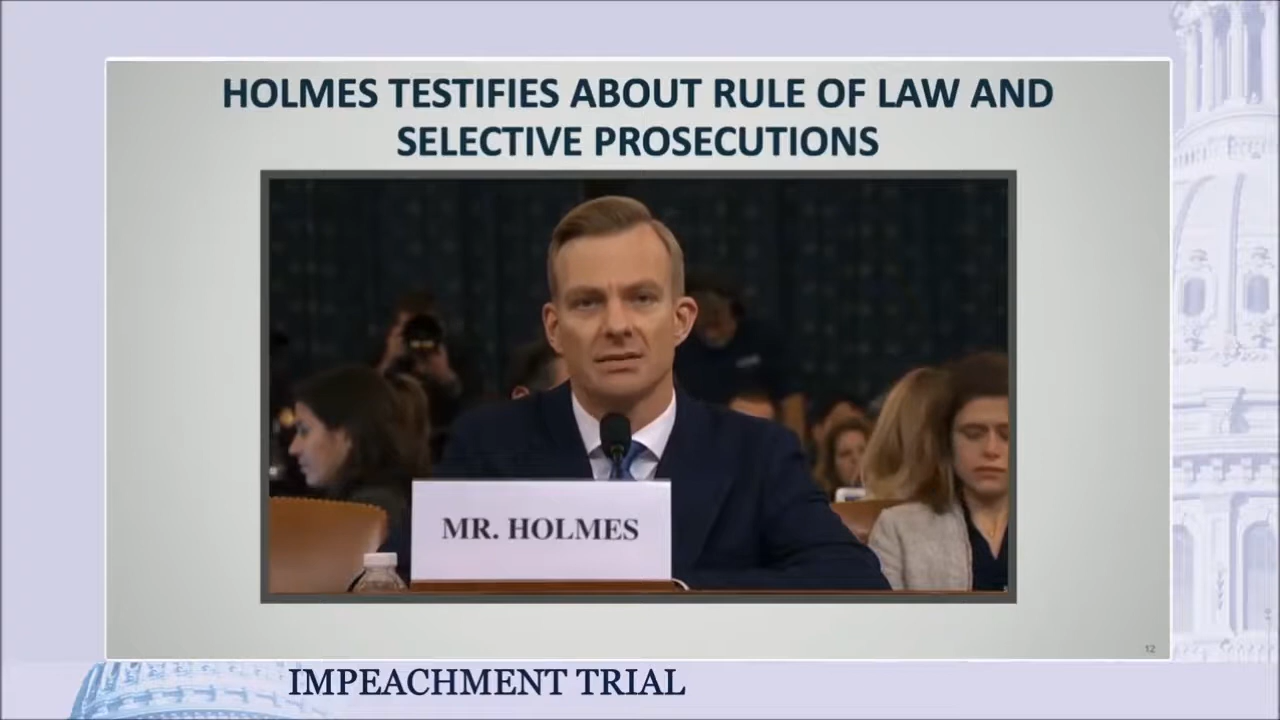 HOLMES TESTIFIES ABOUT RULE OF LAW AND
SELECTIVE PROSECUTIONS
MR. HOLMES
12
IMPEACHMENT TRIAL